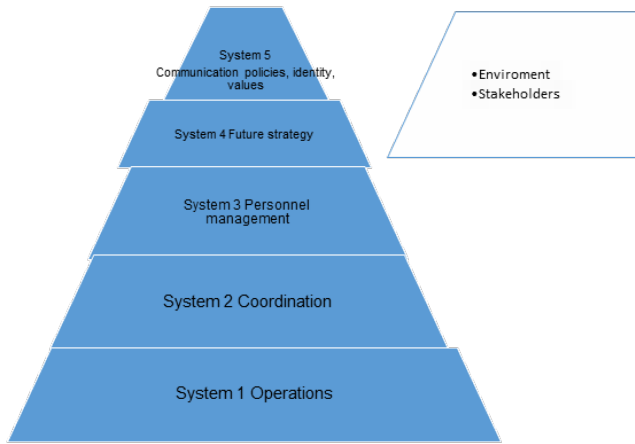 System 5
Communication policies, identity,
values
System 4 Future strategy
System 3 Personnel
management
System 2 Coordination
System 1 Operations
•Enviroment
•Stakeholders